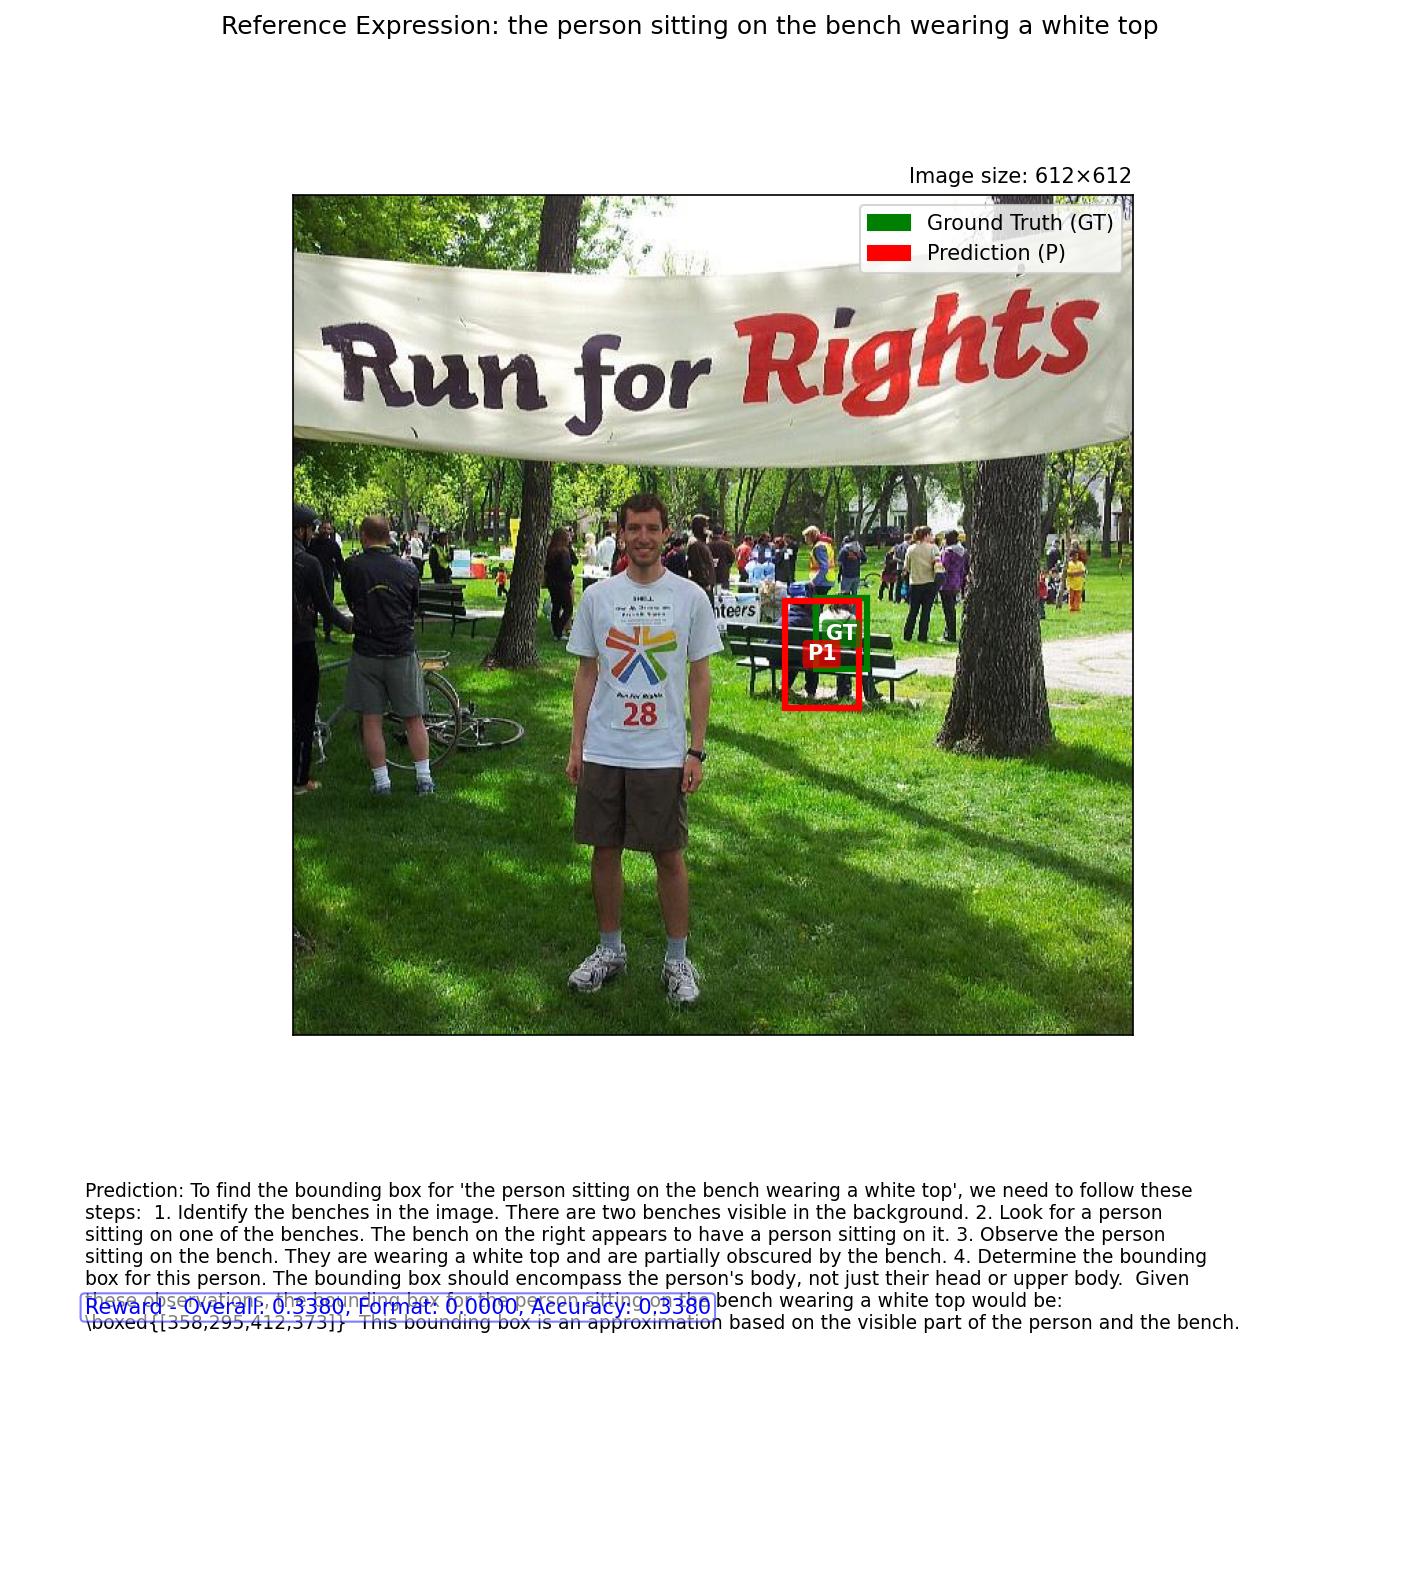 Reference Expression: the person sitting on the bench wearing a white top
Image size: 612×612
Ground Truth (GT)
Prediction (P)
Run for Rights
SHELL
nteers
GT
P1
Run For Rights
28
Prediction: To find the bounding box for 'the person sitting on the bench wearing a white top', we need to follow these
steps:  1. Identify the benches in the image. There are two benches visible in the background. 2. Look for a person
sitting on one of the benches. The bench on the right appears to have a person sitting on it. 3. Observe the person
sitting on the bench. They are wearing a white top and are partially obscured by the bench. 4. Determine the bounding
box for this person. The bounding box should encompass the person's body, not just their head or upper body.  Given
these observations, the bounding box for the person sitting on the bench wearing a white top would be:
Reward - Overall: 0.3380, Format: 0.0000, Accuracy: 0.3380
\boxed{[358,295,412,373]}  This bounding box is an approximation based on the visible part of the person and the bench.